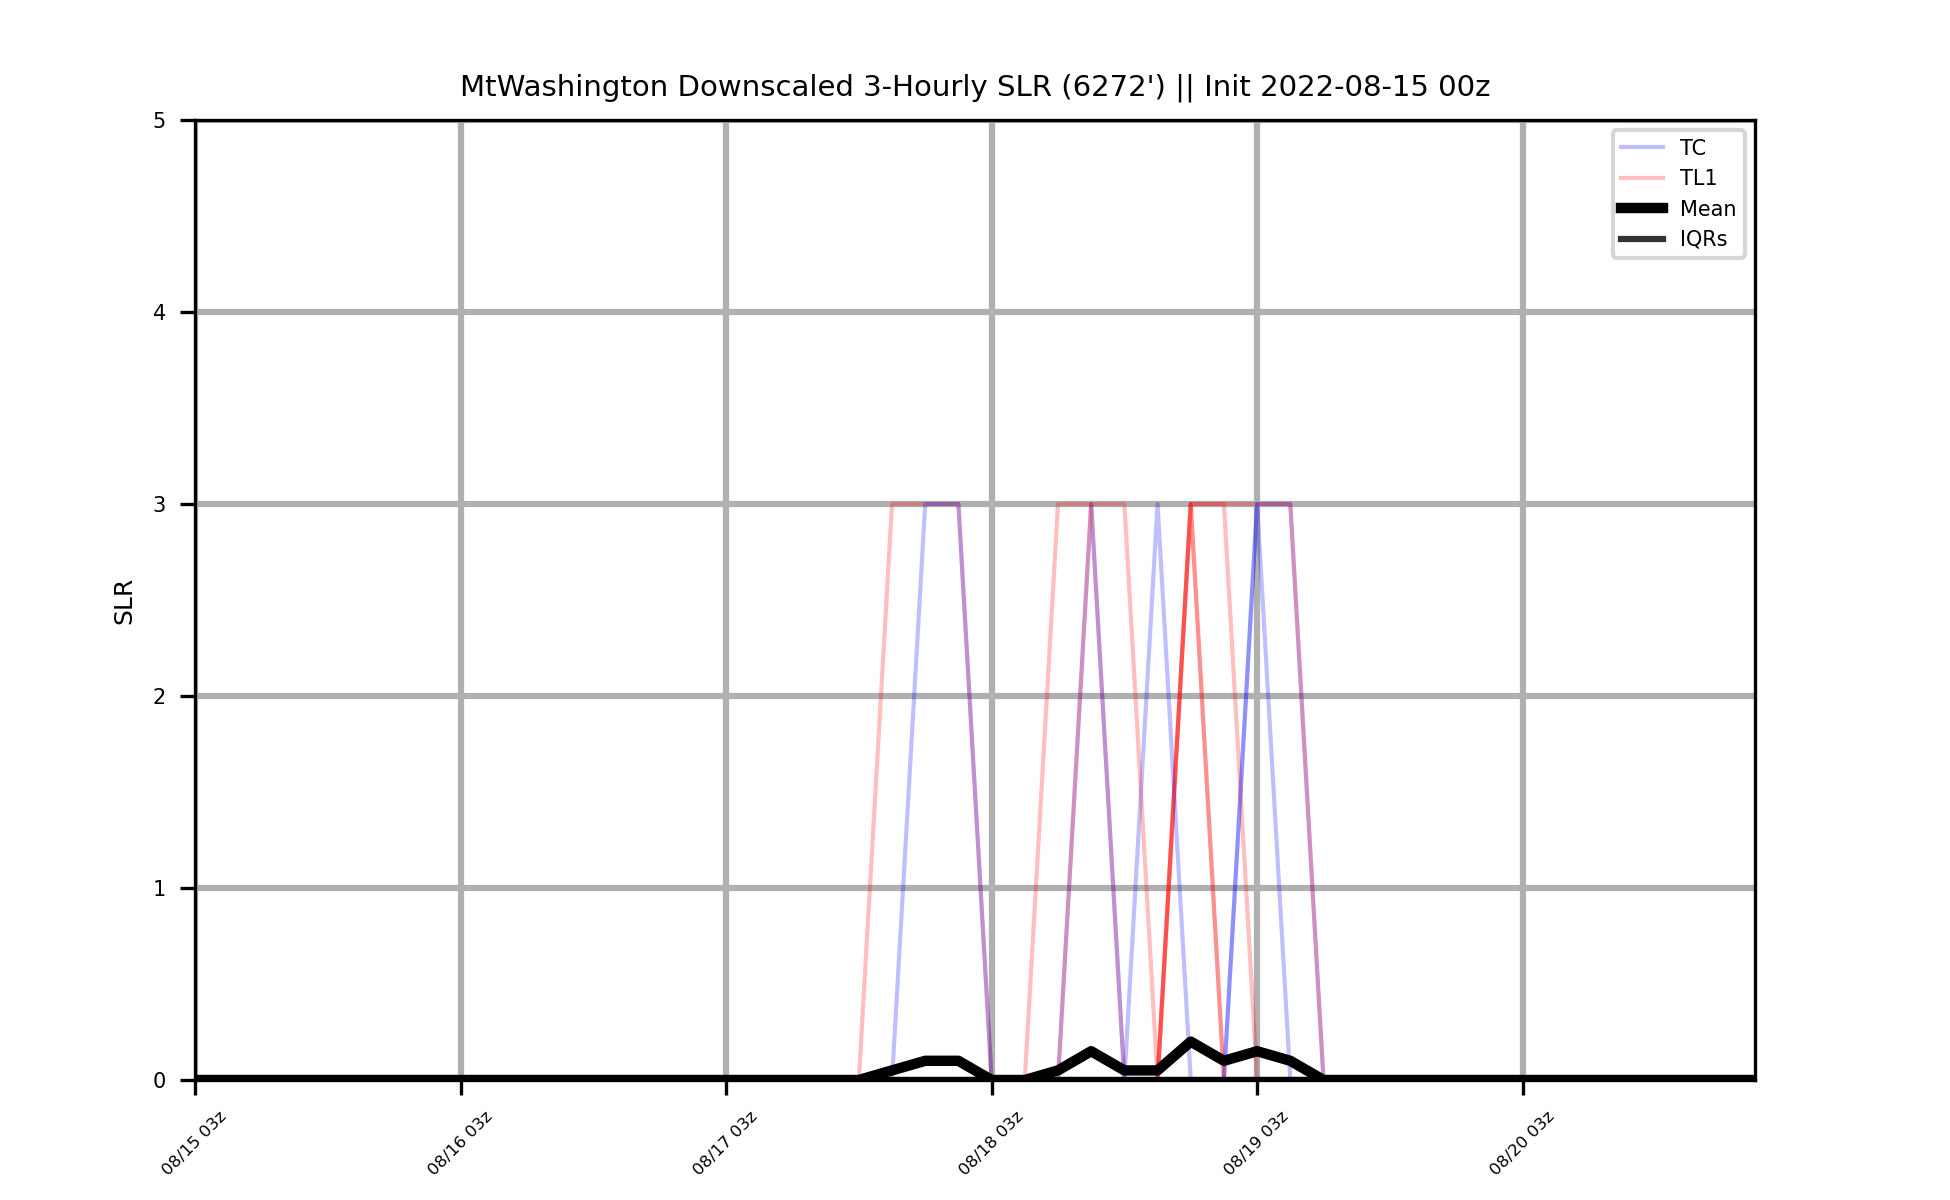 MtWashington Downscaled 3-Hourly SLR (6272') || Init 2022-08-15 00z
5
4
3
2
1
0
SLR
TC
TL1
Mean
IQRs
08/15 03z
08/16 03z
08/17 03z
08/18 03z
08/19 03z
08/20 03z